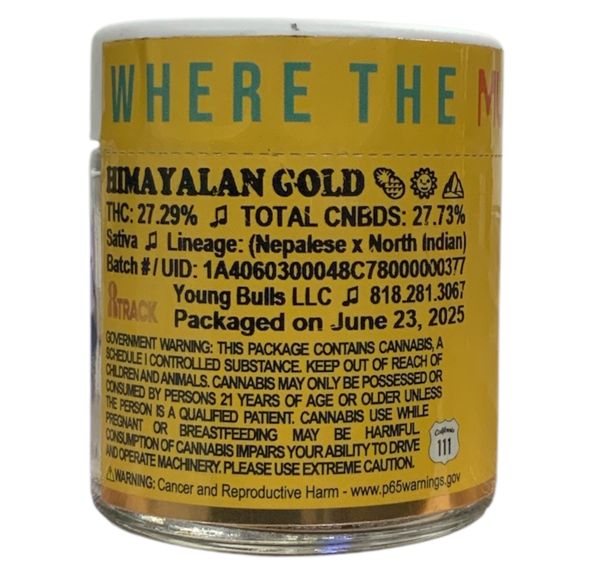 WHERE THE
HIMAYALAN GOLD
THC: 27.29% ♫ TOTAL CNBDS: 27.73%
Sativa ♫ Lineage: (Nepalese x North Indian)
Batch # / UID: 1A4060300048C78000000377
Young Bulls LLC ♫ 818.281.3067
8TRACK
Packaged on June 23, 2025
GOVERNMENT WARNING: THIS PACKAGE CONTAINS CANNABIS, A
SCHEDULE I CONTROLLED SUBSTANCE. KEEP OUT OF REACH OF
CHILDREN AND ANIMALS. CANNABIS MAY ONLY BE POSSESSED OR
CONSUMED BY PERSONS 21 YEARS OF AGE OR OLDER UNLESS
THE PERSON IS A QUALIFIED PATIENT. CANNABIS USE WHILE
PREGNANT OR BREASTFEEDING MAY BE HARMFUL.
CONSUMPTION OF CANNABIS IMPAIRS YOUR ABILITY TO DRIVE
AND OPERATE MACHINERY. PLEASE USE EXTREME CAUTION.
California
111
⚠WARNING: Cancer and Reproductive Harm - www.p65warnings.gov